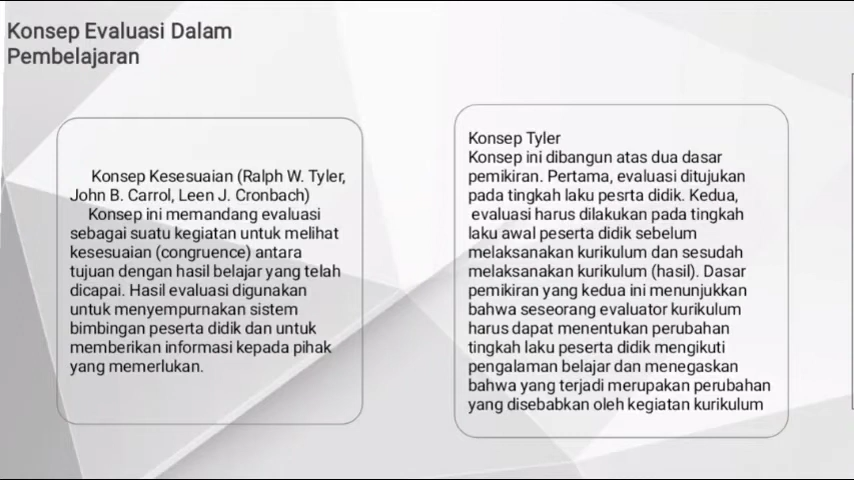 Konsep Evaluasi Dalam
Pembelajaran
Konsep Kesesuaian (Ralph W. Tyler,
John B. Carrol, Leen J. Cronbach)
Konsep ini memandang evaluasi
sebagai suatu kegiatan untuk melihat
kesesuaian (congruence) antara
tujuan dengan hasil belajar yang telah
dicapai. Hasil evaluasi digunakan
untuk menyempurnakan sistem
bimbingan peserta didik dan untuk
memberikan informasi kepada pihak
yang memerlukan.
Konsep Tyler
Konsep ini dibangun atas dua dasar
pemikiran. Pertama, evaluasi ditujukan
pada tingkah laku pesrta didik. Kedua,
evaluasi harus dilakukan pada tingkah
laku awal peserta didik sebelum
melaksanakan kurikulum dan sesudah
melaksanakan kurikulum (hasil). Dasar
pemikiran yang kedua ini menunjukkan
bahwa seseorang evaluator kurikulum
harus dapat menentukan perubahan
tingkah laku peserta didik mengikuti
pengalaman belajar dan menegaskan
bahwa yang terjadi merupakan perubahan
yang disebabkan oleh kegiatan kurikulum